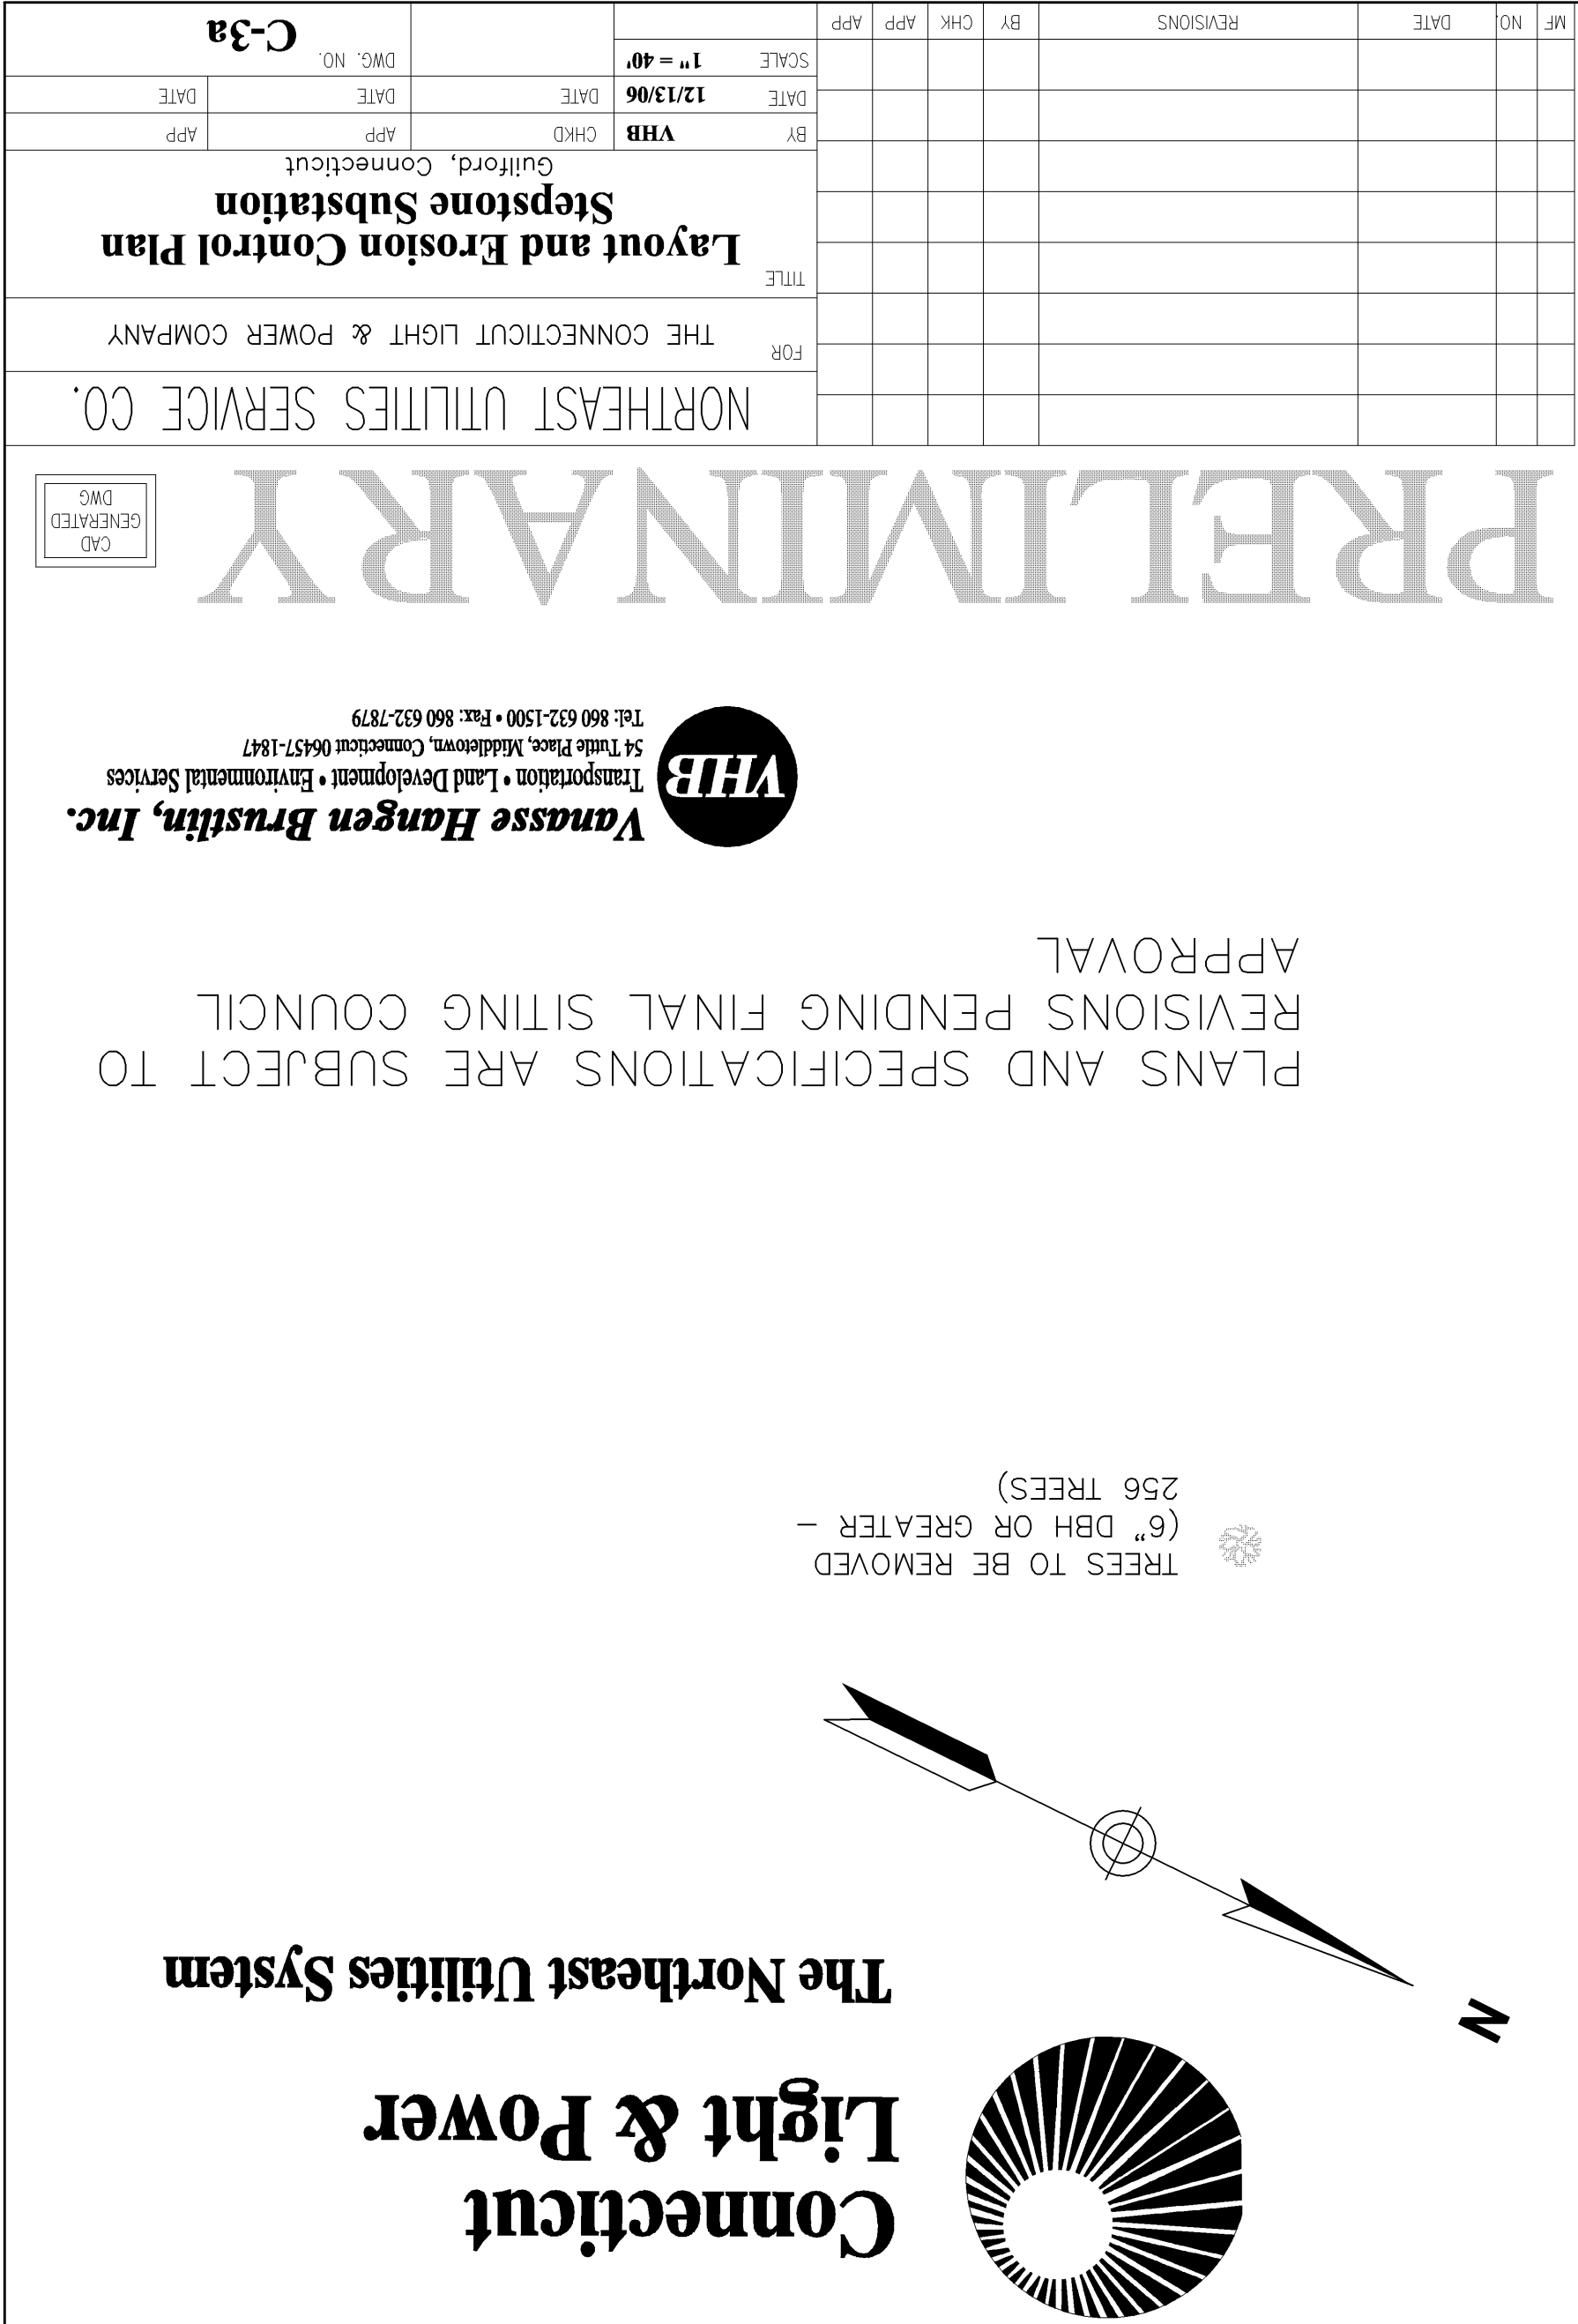 Connecticut
Light & Power
The Northeast Utilities System
N
TREES TO BE REMOVED
(6" DBH OR GREATER –
256 TREES)
PLANS AND SPECIFICATIONS ARE SUBJECT TO
REVISIONS PENDING FINAL SITING COUNCIL
APPROVAL
VHB
Vanasse Hangen Brustlin, Inc.
Transportation • Land Development • Environmental Services
54 Tuttle Place, Middletown, Connecticut 06457-1847
Tel: 860 632-1500 • Fax: 860 632-7879
PRELIMINARY
CAD
GENERATED
DWG
NORTHEAST UTILITIES SERVICE CO.
FOR THE CONNECTICUT LIGHT & POWER COMPANY
TITLE
Layout and Erosion Control Plan
Stepstone Substation
Guilford, Connecticut
BY VHB CHKD APP APP
DATE 12/13/06 DATE DATE DATE
SCALE 1" = 40' DWG. NO. C-3a
MF NO. DATE REVISIONS BY CHK APP APP